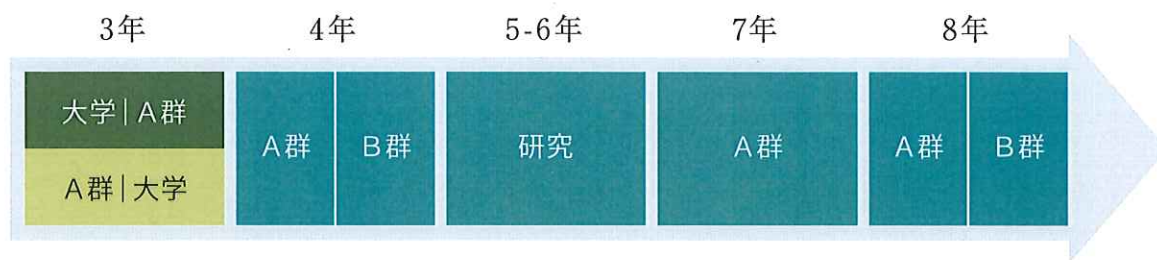 3年 4年 5-6年 7年 8年
大学|A群
A群|大学
A群 B群 研究 A群 A群 B群